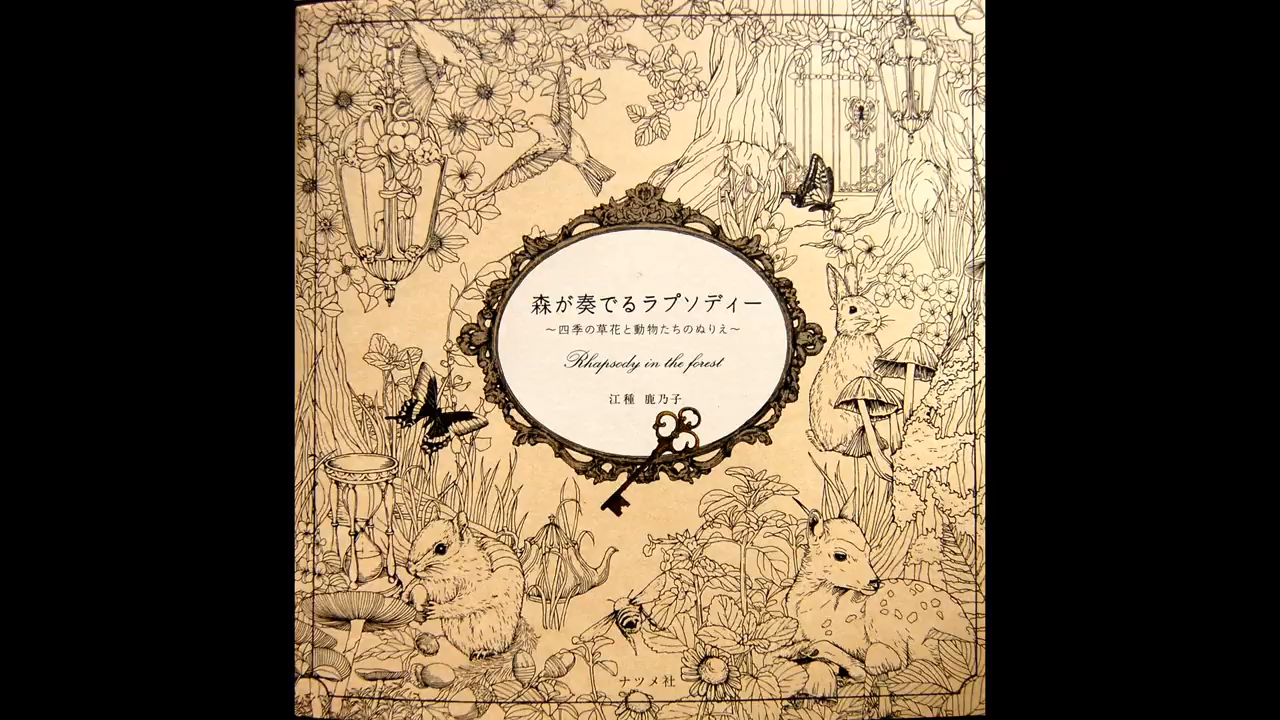 森が奏でるラプソディー
～四季の草花と動物たちのぬりえ～
Rhapsody in the forest
江種 鹿乃子
ナツメ社